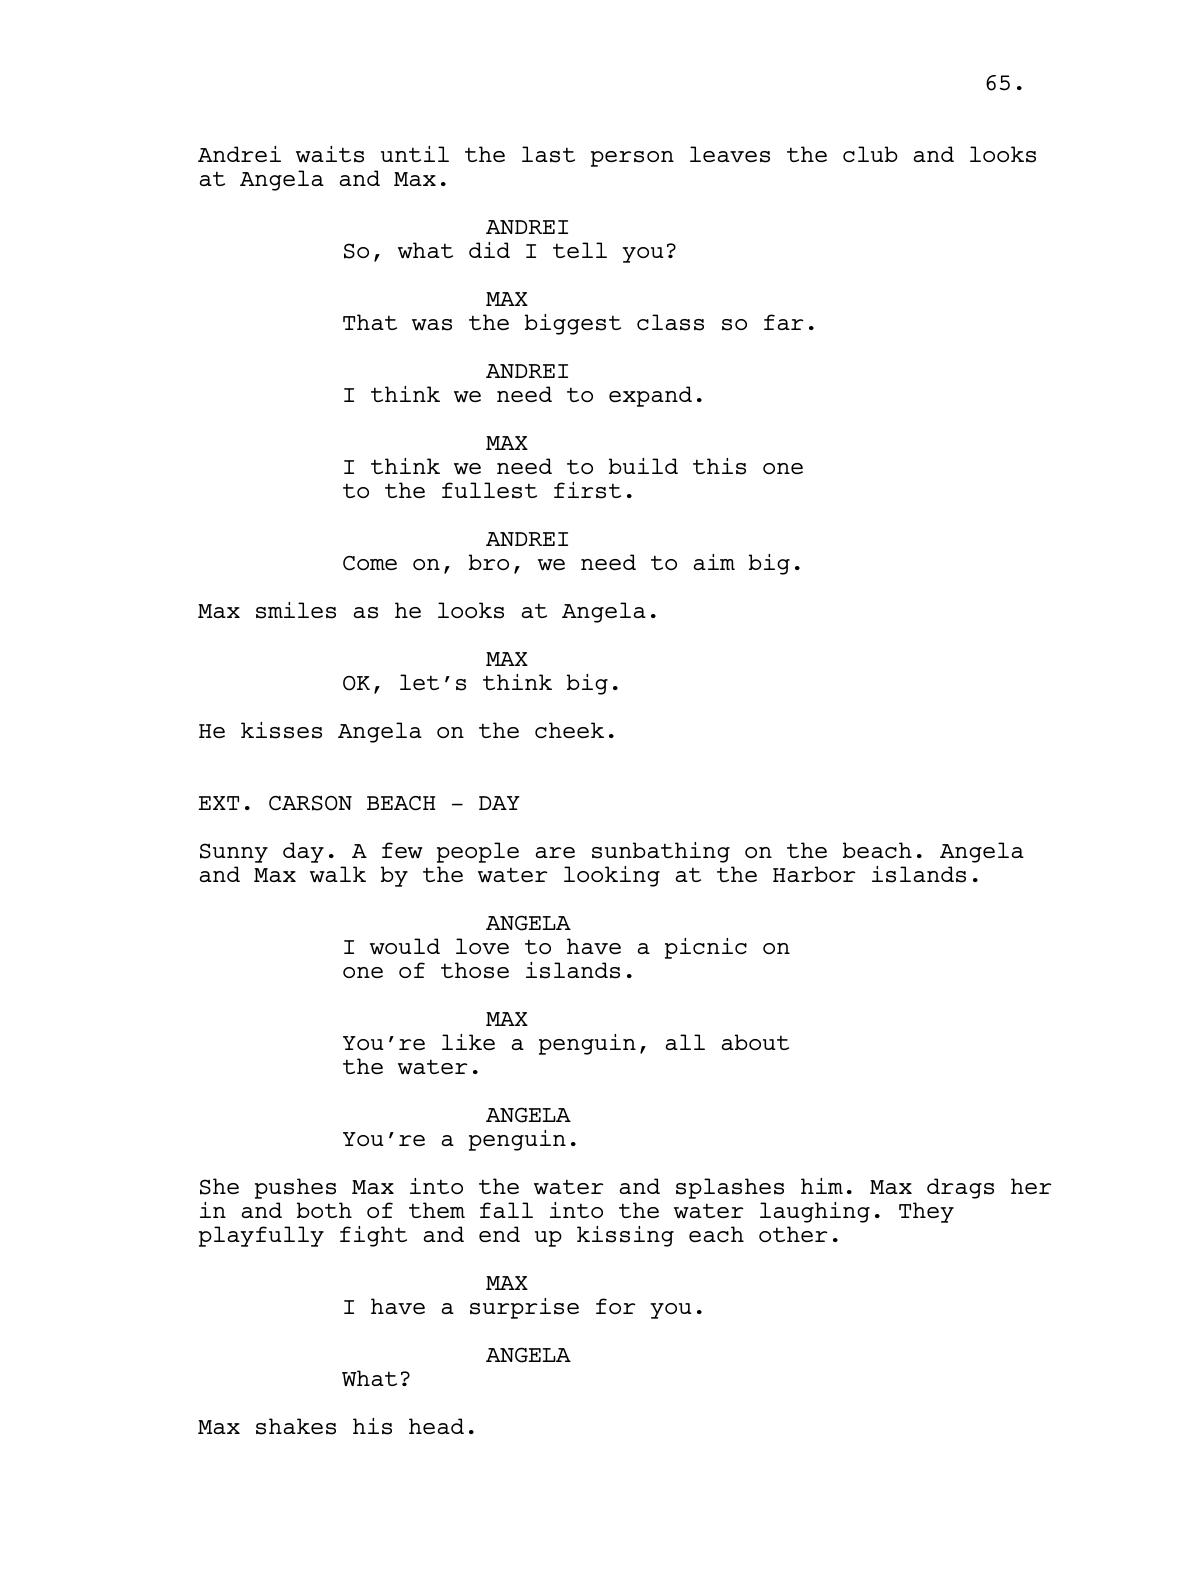 65.
Andrei waits until the last person leaves the club and looks
at Angela and Max.
ANDREI
So, what did I tell you?
MAX
That was the biggest class so far.
ANDREI
I think we need to expand.
MAX
I think we need to build this one
to the fullest first.
ANDREI
Come on, bro, we need to aim big.
Max smiles as he looks at Angela.
MAX
OK, let’s think big.
He kisses Angela on the cheek.
EXT. CARSON BEACH – DAY
Sunny day. A few people are sunbathing on the beach. Angela
and Max walk by the water looking at the Harbor islands.
ANGELA
I would love to have a picnic on
one of those islands.
MAX
You’re like a penguin, all about
the water.
ANGELA
You’re a penguin.
She pushes Max into the water and splashes him. Max drags her
in and both of them fall into the water laughing. They
playfully fight and end up kissing each other.
MAX
I have a surprise for you.
ANGELA
What?
Max shakes his head.